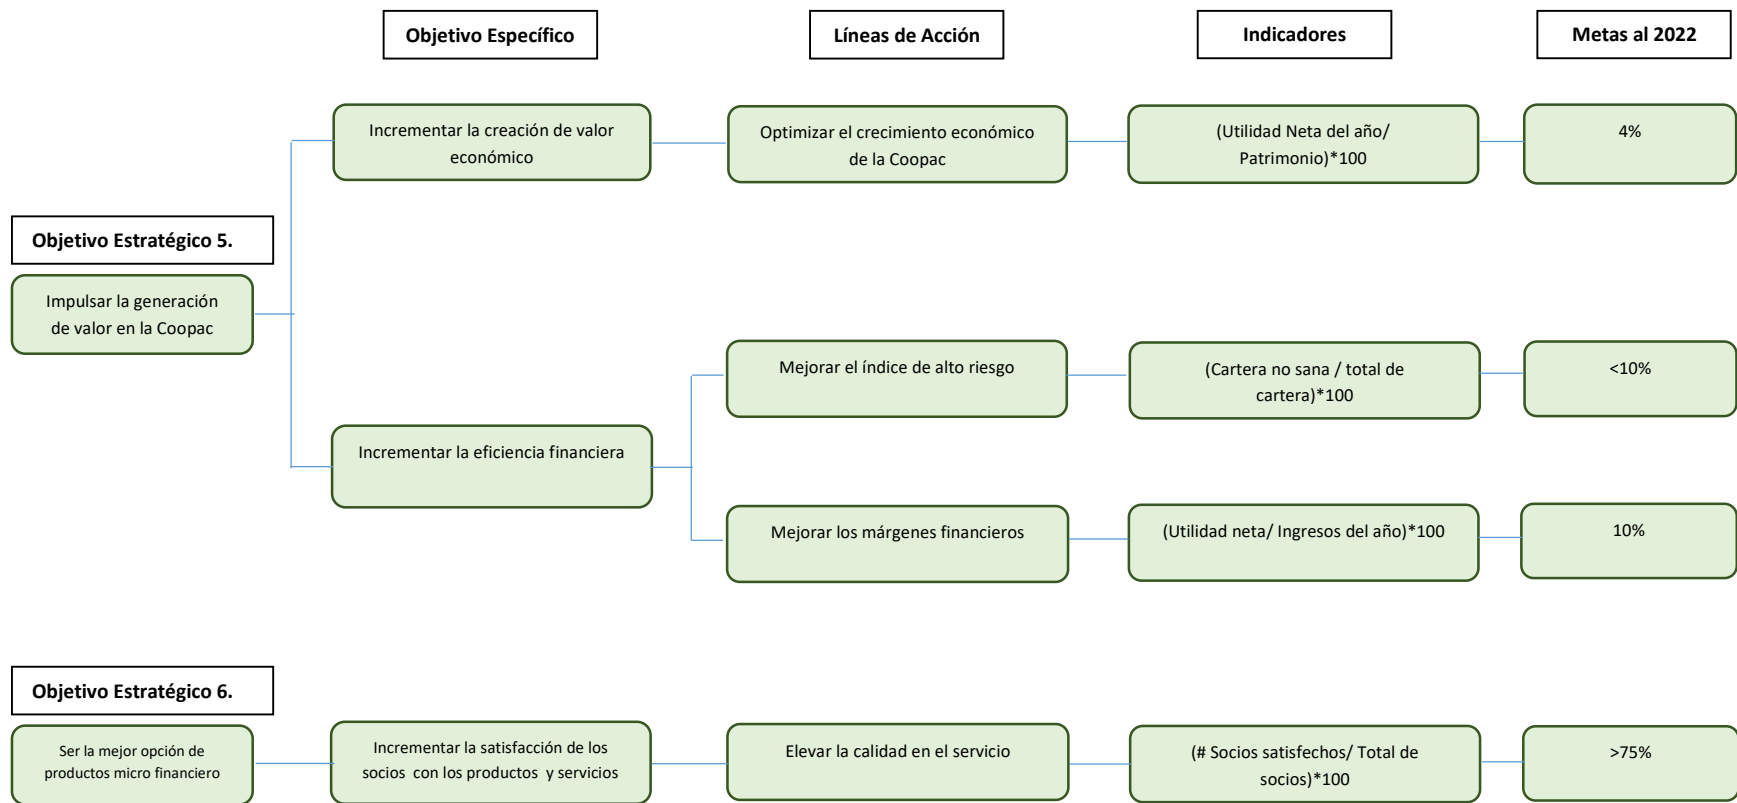 Objetivo Específico
Líneas de Acción
Indicadores
Metas al 2022
Incrementar la creación de valor
económico
Optimizar el crecimiento económico
de la Coopac
(Utilidad Neta del año/
Patrimonio)*100
4%
Objetivo Estratégico 5.
Impulsar la generación
de valor en la Coopac
Mejorar el índice de alto riesgo
(Cartera no sana / total de
cartera)*100
<10%
Incrementar la eficiencia financiera
Mejorar los márgenes financieros
(Utilidad neta/ Ingresos del año)*100
10%
Objetivo Estratégico 6.
Ser la mejor opción de
productos micro financiero
Incrementar la satisfacción de los
socios con los productos y servicios
Elevar la calidad en el servicio
(# Socios satisfechos/ Total de
socios)*100
>75%